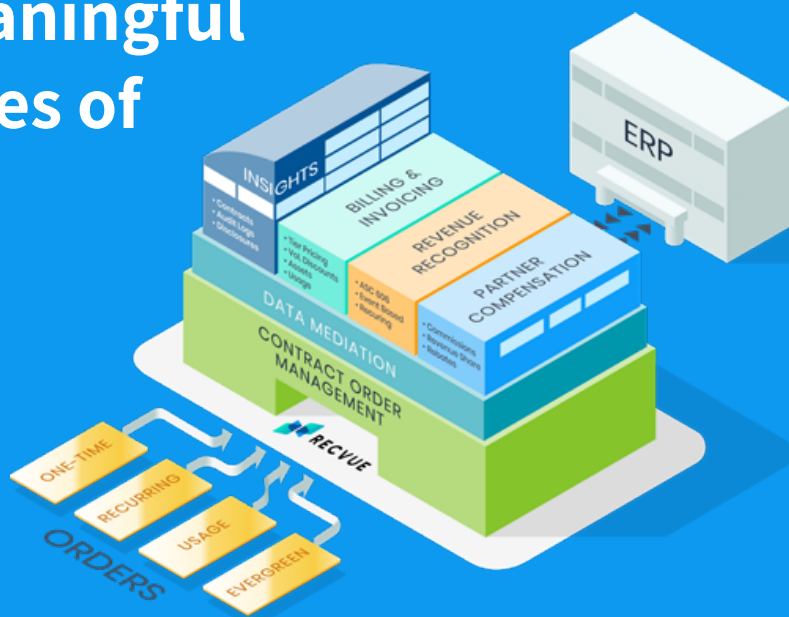 aningful
es of
ERP
INSIGHTS
• Contracts
• Audit Logs
• Disclosures
BILLING &
INVOICING
• Tier Pricing
• Vol. Discounts
• Assets
• Usage
REVENUE
RECOGNITION
• ASC 606
• Event Based
• Recuring
PARTNER
COMPENSATION
• Commissions
• Revenue Share
• Rebates
DATA MEDIATION
CONTRACT ORDER
MANAGEMENT
RECVUE
ONE-TIME
RECURRING
USAGE
EVERGREEN
ORDERS